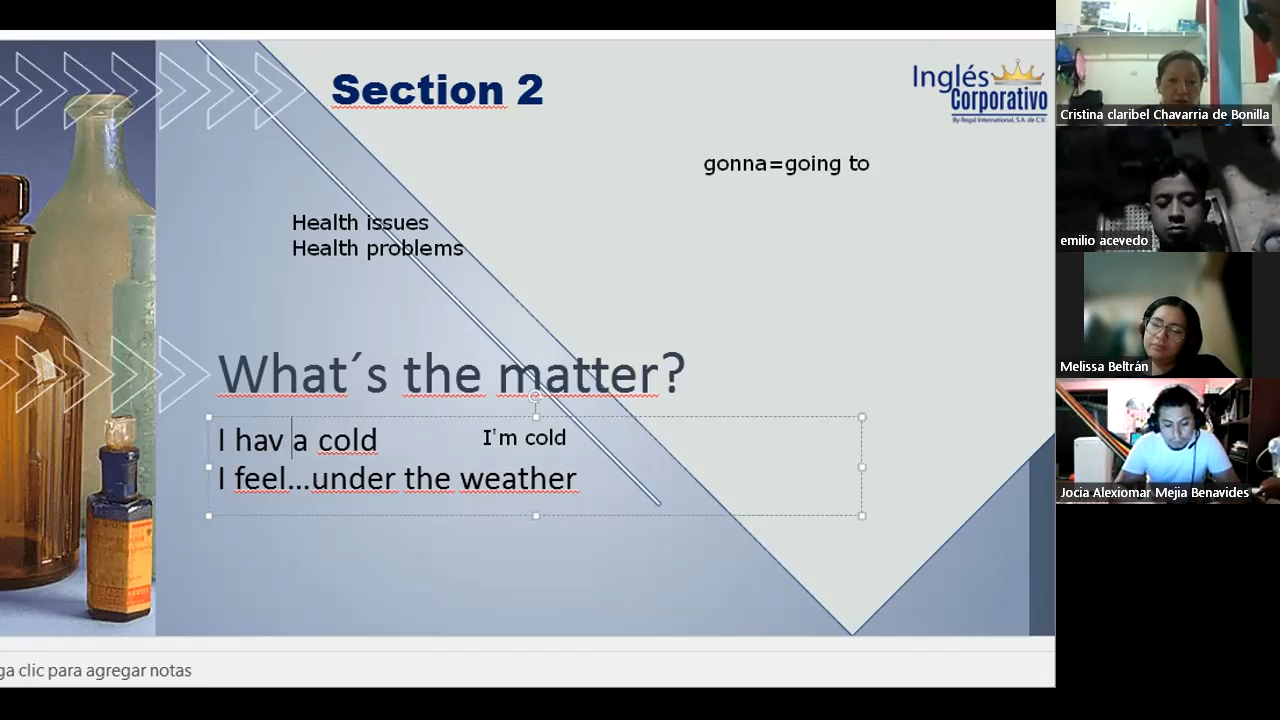 Section 2
Inglés
Corporativo
By Regal International, S.A. de C.V.
gonna=going to
Health issues
Health problems
What´s the matter?
I hav a cold
I'm cold
I feel...under the weather
ga clic para agregar notas
Cristina claribel Chavarria de Bonilla
emilio acevedo
Melissa Beltrán
Jocia Alexiomar Mejia Benavides